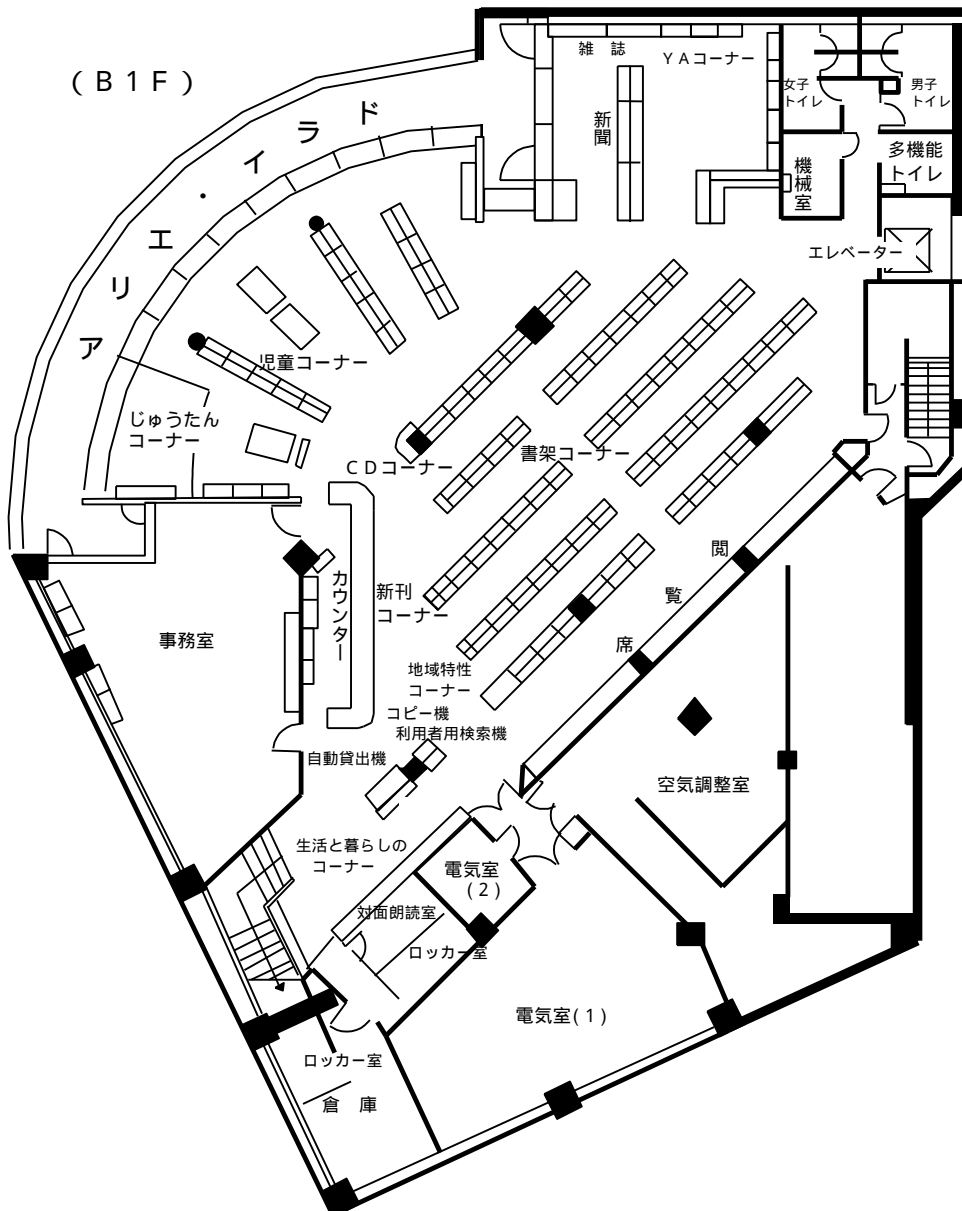 (B1F)
雑 誌
YAコーナー
新聞
女子
トイレ
男子
トイレ
多機能
トイレ
機械室
エレベーター
ドライ・エリア
児童コーナー
じゅうたん
コーナー
CDコーナー
書架コーナー
カウンター
新刊
コーナー
閲覧席
事務室
地域特性
コーナー
コピー機
利用者用検索機
自動貸出機
空気調整室
生活と暮らしの
コーナー
電気室
(2)
対面朗読室
ロッカー室
電気室(1)
ロッカー室
倉 庫